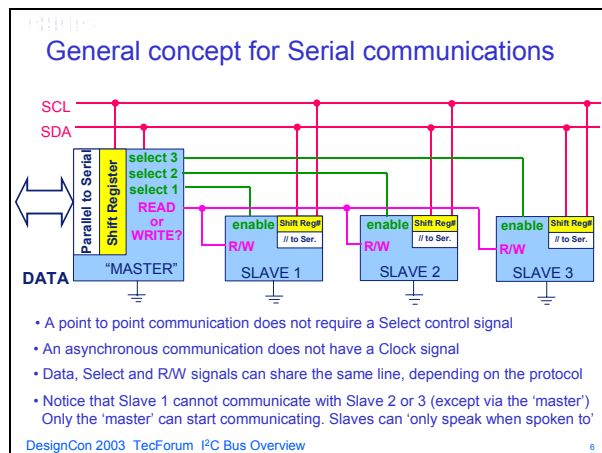 PHILIPS
General concept for Serial communications
SCL
SDA
Parallel to Serial
Shift Register
select 3
select 2
select 1
READ
or
WRITE?
"MASTER"
DATA
enable
Shift Reg#
// to Ser.
R/W
SLAVE 1
enable
Shift Reg#
// to Ser.
R/W
SLAVE 2
enable
Shift Reg#
// to Ser.
R/W
SLAVE 3
• A point to point communication does not require a Select control signal
• An asynchronous communication does not have a Clock signal
• Data, Select and R/W signals can share the same line, depending on the protocol
• Notice that Slave 1 cannot communicate with Slave 2 or 3 (except via the 'master')
Only the 'master' can start communicating. Slaves can 'only speak when spoken to'
DesignCon 2003 TecForum I²C Bus Overview
6